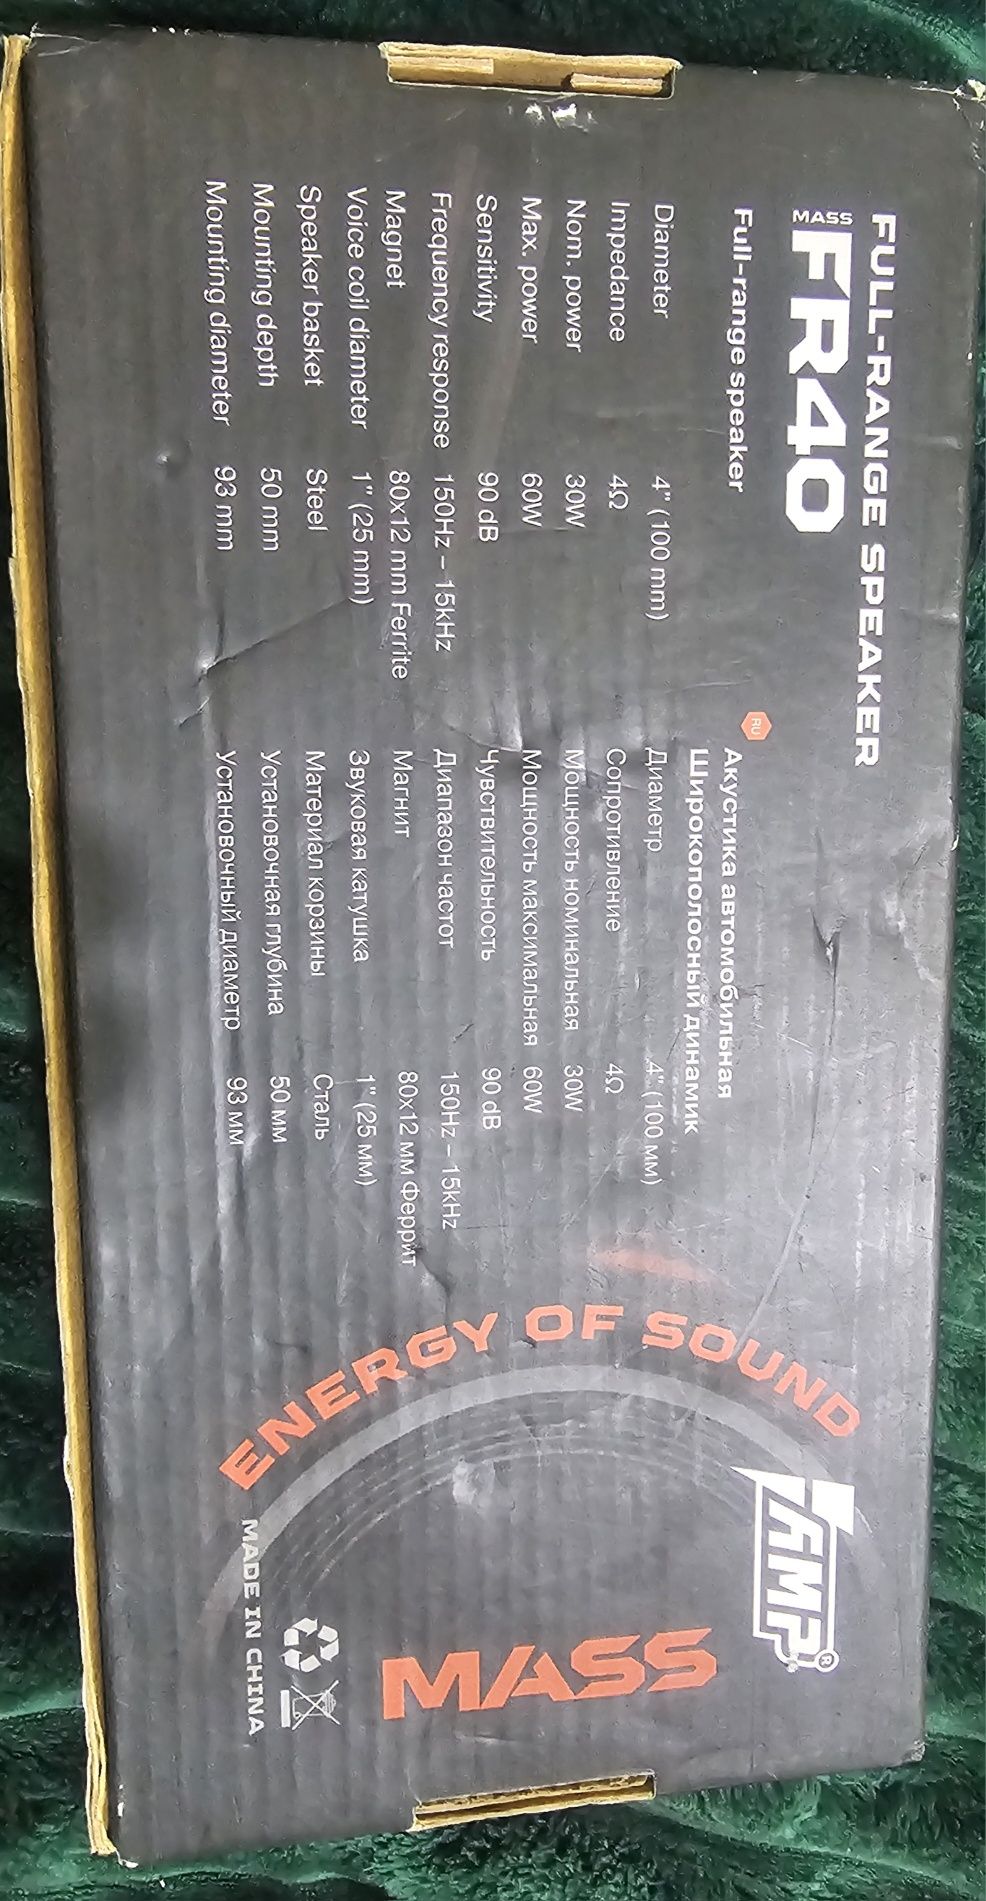 FULL-RANGE SPEAKER
MASS
FR40
Full-range speaker
Diameter 4" (100 mm)
Impedance 4Ω
Nom. power 30W
Max. power 60W
Sensitivity 90 dB
Frequency response 150Hz – 15kHz
Magnet 80x12 mm Ferrite
Voice coil diameter 1" (25 mm)
Speaker basket Steel
Mounting depth 50 mm
Mounting diameter 93 mm
RU
Акустика автомобильная
Широкополосный динамик
Диаметр 4" (100 мм)
Сопротивление 4Ω
Мощность номинальная 30W
Мощность максимальная 60W
Чувствительность 90 dB
Диапазон частот 150Hz – 15kHz
Магнит 80x12 мм Феррит
Звуковая катушка 1" (25 мм)
Материал корзины Сталь
Установочная глубина 50 мм
Установочный диаметр 93 мм
ENERGY OF SOUND
AMP®
MASS
MADE IN CHINA